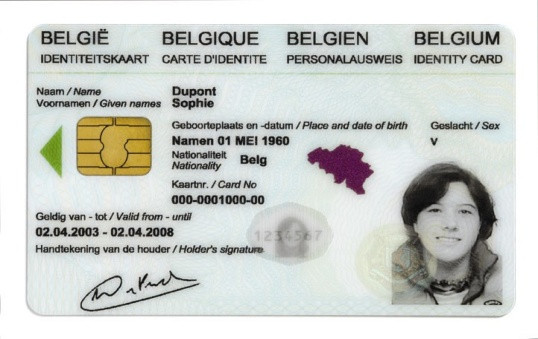 BELGIË BELGIQUE BELGIEN BELGIUM
IDENTITEITSKAART CARTE D'IDENTITE PERSONALAUSWEIS IDENTITY CARD
Naam / Name Dupont
Voornamen / Given names Sophie
Geboorteplaats en -datum / Place and date of birth Geslacht / Sex
Namen 01 MEI 1960 V
Nationaliteit Belg
Nationality
Kaartnr. / Card No
000-0001000-00
Geldig van - tot / Valid from - until
02.04.2003 - 02.04.2008
1234567
Handtekening van de houder / Holder's signature